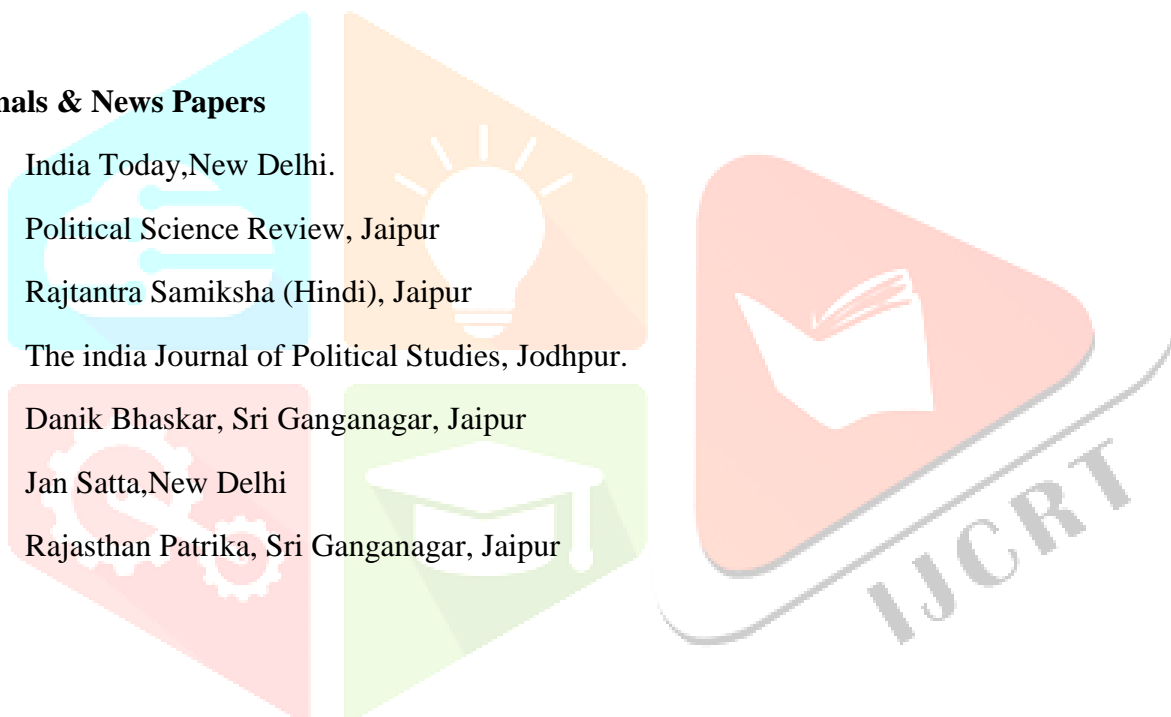 nals & News Papers
India Today,New Delhi.
Political Science Review, Jaipur
Rajtantra Samiksha (Hindi), Jaipur
The india Journal of Political Studies, Jodhpur.
Danik Bhaskar, Sri Ganganagar, Jaipur
Jan Satta,New Delhi
Rajasthan Patrika, Sri Ganganagar, Jaipur
IJCRT